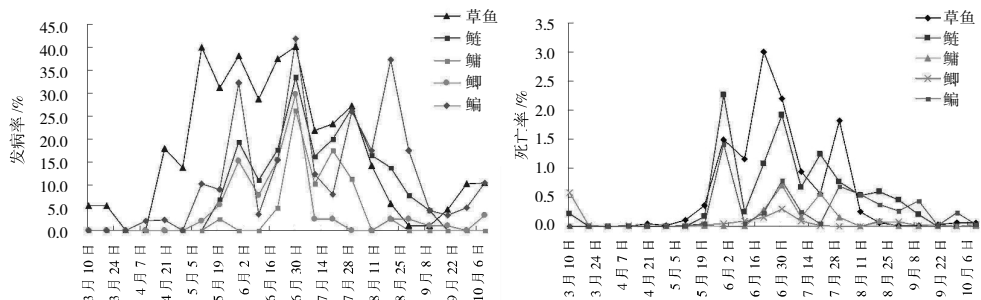 45.0
40.0
35.0
30.0
25.0
20.0
15.0
10.0
5.0
0.0
发病率/%
草鱼
鲢
鳙
鲫
鳊
3月10日
3月24日
4月7日
4月21日
5月5日
5月19日
6月2日
6月16日
6月30日
7月14日
7月28日
8月11日
8月25日
9月8日
9月22日
10月6日
3.5
3.0
2.5
2.0
1.5
1.0
0.5
0.0
死亡率/%
草鱼
鲢
鳙
鲫
鳊
3月10日
3月24日
4月7日
4月21日
5月5日
5月19日
6月2日
6月16日
6月30日
7月14日
7月28日
8月11日
8月25日
9月8日
9月22日
10月6日